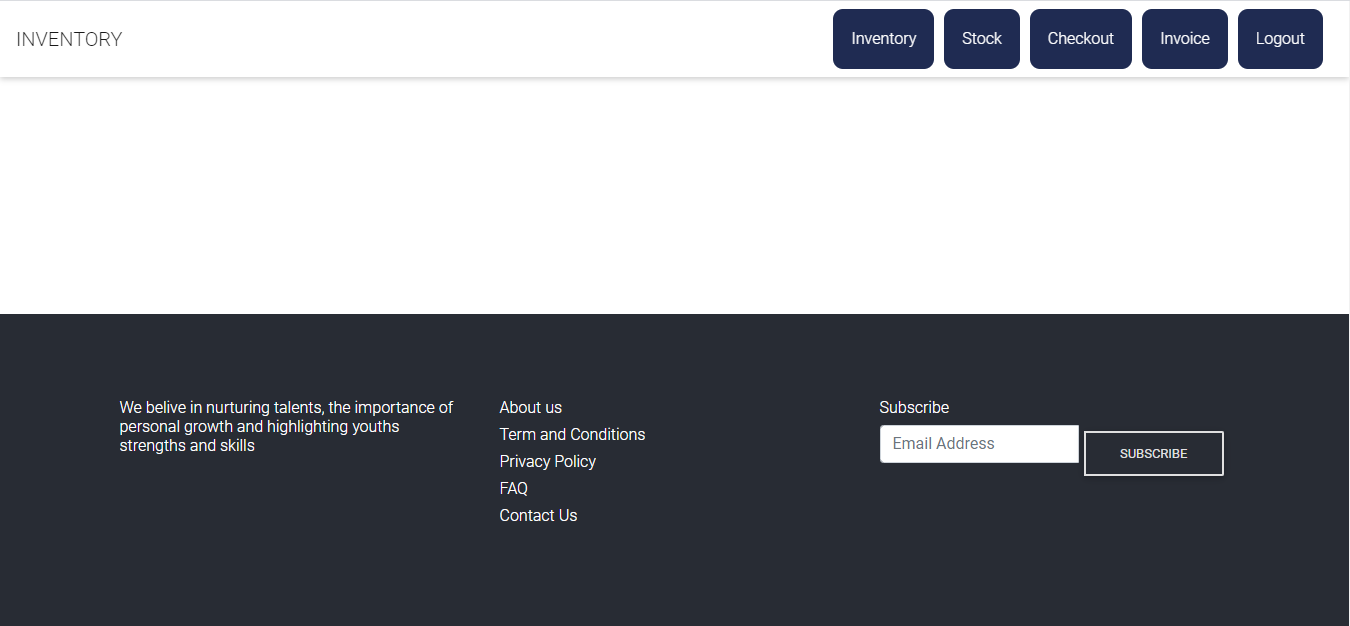 INVENTORY
Inventory
Stock
Checkout
Invoice
Logout
We belive in nurturing talents, the importance of
personal growth and highlighting youths
strengths and skills
About us
Term and Conditions
Privacy Policy
FAQ
Contact Us
Subscribe
Email Address
SUBSCRIBE